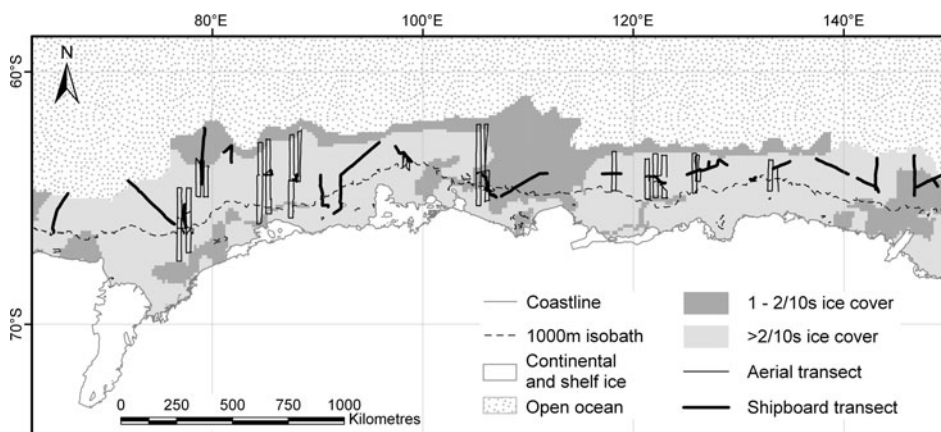 80°E 100°E 120°E 140°E
N
60°S
70°S
Coastline
1000m isobath
Continental
and shelf ice
Open ocean
1 - 2/10s ice cover
>2/10s ice cover
Aerial transect
Shipboard transect
0 250 500 750 1000
Kilometres